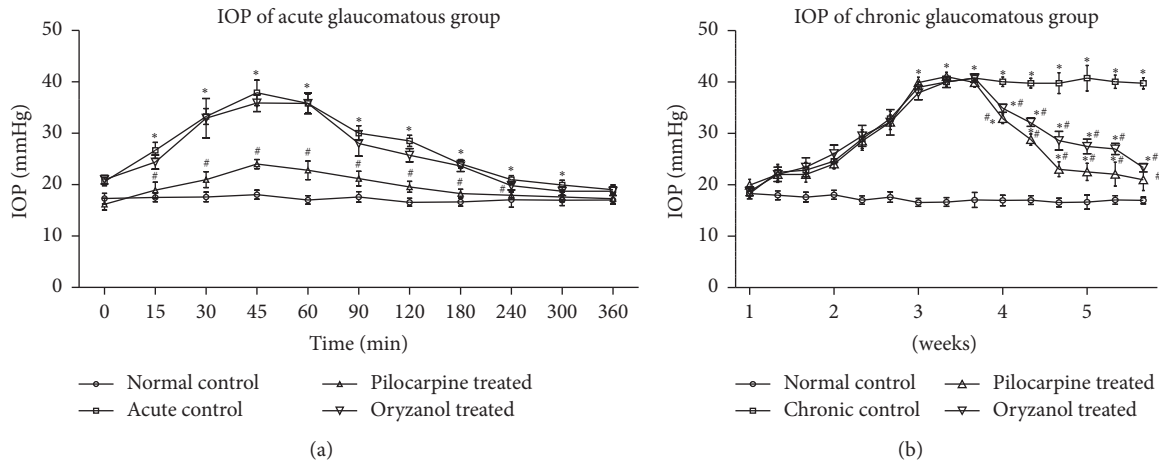 IOP of acute glaucomatous group
50
40
30
20
10
0
IOP (mmHg)
* * * * * * * * * *
# # # # # # # #
0 15 30 45 60 90 120 180 240 300 360
Time (min)
Normal control
Acute control
Pilocarpine treated
Oryzanol treated
(a)
IOP of chronic glaucomatous group
50
40
30
20
10
0
IOP (mmHg)
* * * * * * * * *
*# *# *# *# *# #
#* *# *# *# *# #
1 2 3 4 5
(weeks)
Normal control
Chronic control
Pilocarpine treated
Oryzanol treated
(b)